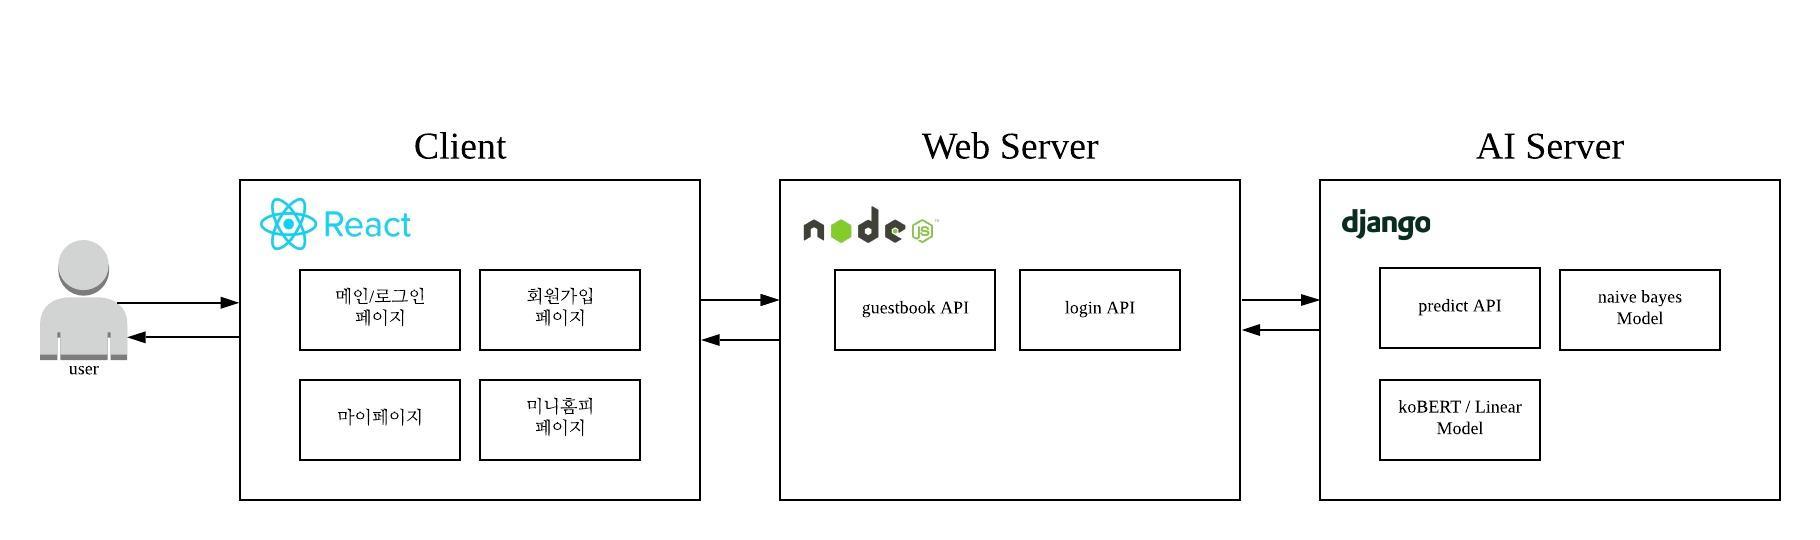 Client
Web Server
AI Server
React
node
JS
™
django
메인/로그인
페이지
회원가입
페이지
guestbook API
login API
predict API
naive bayes
Model
user
마이페이지
미니홈피
페이지
koBERT / Linear
Model